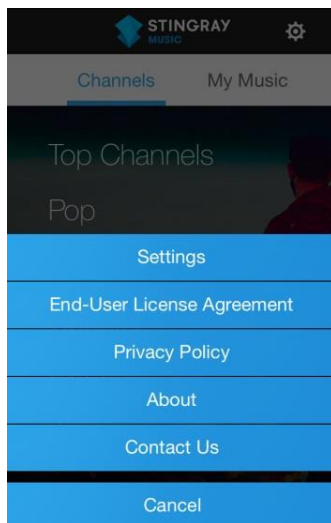 STINGRAY
MUSIC
Channels My Music
Top Channels
Pop
Settings
End-User License Agreement
Privacy Policy
About
Contact Us
Cancel